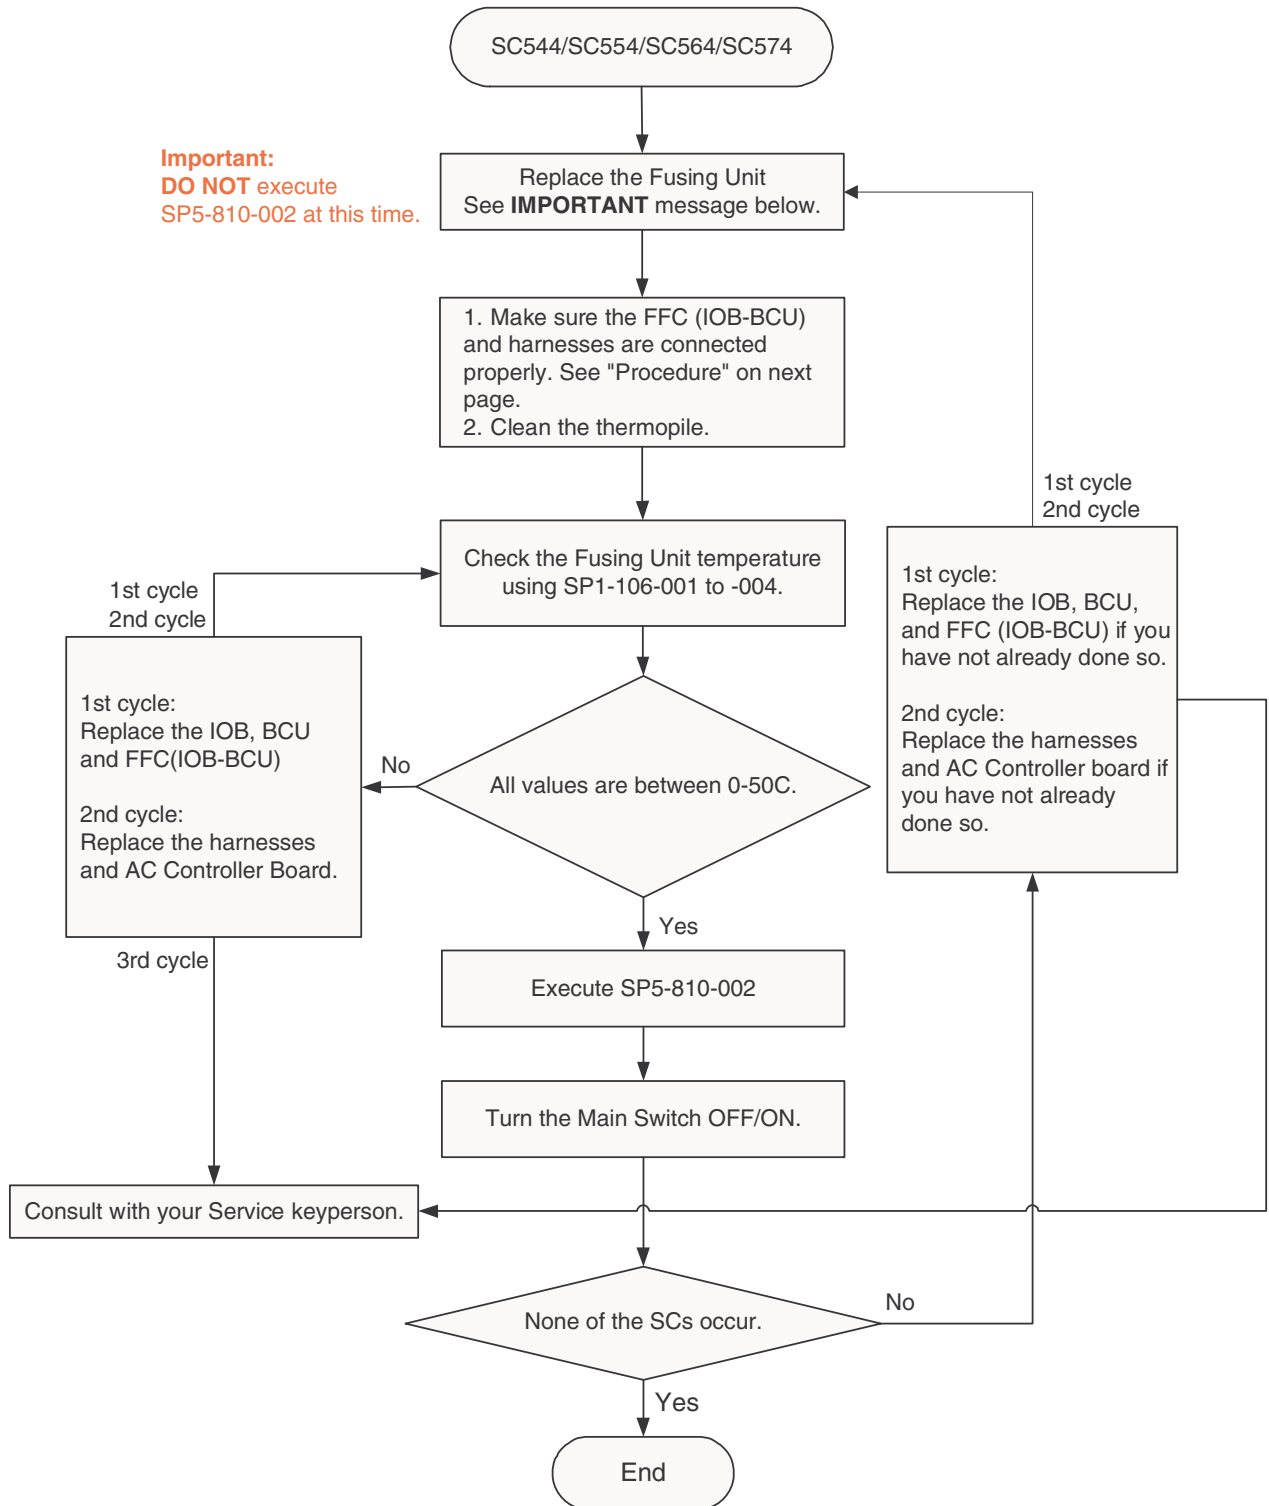 SC544/SC554/SC564/SC574
Important:
DO NOT execute
SP5-810-002 at this time.
Replace the Fusing Unit
See IMPORTANT message below.
1. Make sure the FFC (IOB-BCU)
and harnesses are connected
properly. See "Procedure" on next
page.
2. Clean the thermopile.
Check the Fusing Unit temperature
using SP1-106-001 to -004.
1st cycle
2nd cycle
1st cycle:
Replace the IOB, BCU
and FFC(IOB-BCU)
2nd cycle:
Replace the harnesses
and AC Controller Board.
3rd cycle
No
All values are between 0-50C.
Yes
1st cycle
2nd cycle
1st cycle:
Replace the IOB, BCU,
and FFC (IOB-BCU) if you
have not already done so.
2nd cycle:
Replace the harnesses
and AC Controller board if
you have not already
done so.
Execute SP5-810-002
Turn the Main Switch OFF/ON.
Consult with your Service keyperson.
None of the SCs occur.
No
Yes
End